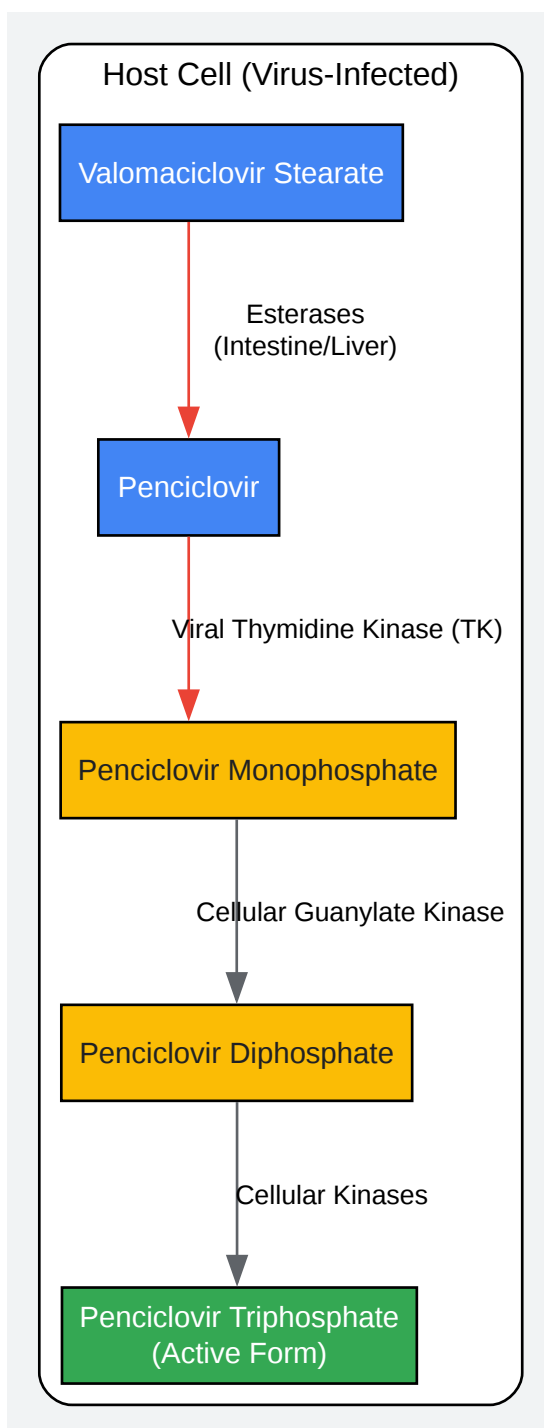 Host Cell (Virus-Infected)
Valomaciclovir Stearate
Esterases
(Intestine/Liver)
Penciclovir
Viral Thymidine Kinase (TK)
Penciclovir Monophosphate
Cellular Guanylate Kinase
Penciclovir Diphosphate
Cellular Kinases
Penciclovir Triphosphate
(Active Form)